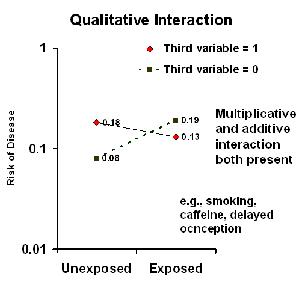 Qualitative Interaction
1
Third variable = 1
Third variable = 0
0.18
0.19
Multiplicative
and additive
interaction
both present
0.1
0.08
0.13
Risk of Disease
e.g., smoking,
caffeine, delayed
ocnception
0.01
Unexposed Exposed